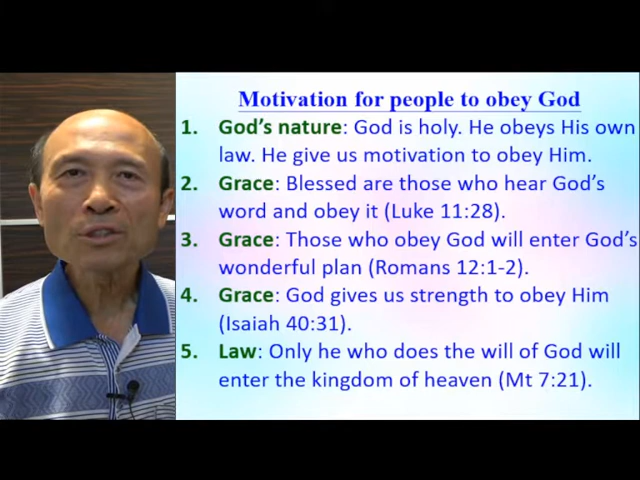 Motivation for people to obey God
1. God's nature: God is holy. He obeys His own
law. He give us motivation to obey Him.
2. Grace: Blessed are those who hear God's
word and obey it (Luke 11:28).
3. Grace: Those who obey God will enter God's
wonderful plan (Romans 12:1-2).
4. Grace: God gives us strength to obey Him
(Isaiah 40:31).
5. Law: Only he who does the will of God will
enter the kingdom of heaven (Mt 7:21).